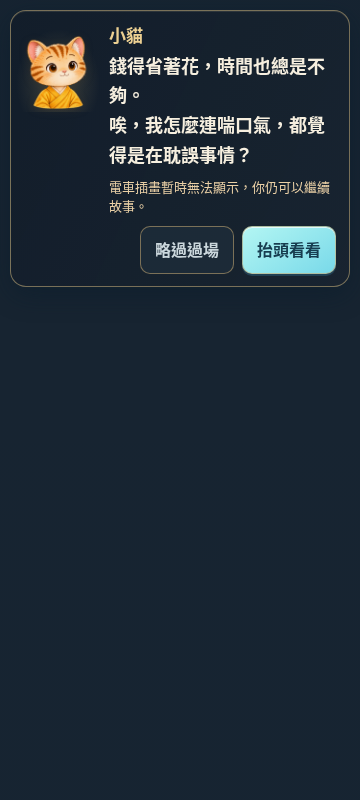 小貓
錢得省著花，時間也總是不
夠。
唉，我怎麼連喘口氣，都覺
得是在耽誤事情？
電車插畫暫時無法顯示，你仍可以繼續
故事。
略過過場
抬頭看看